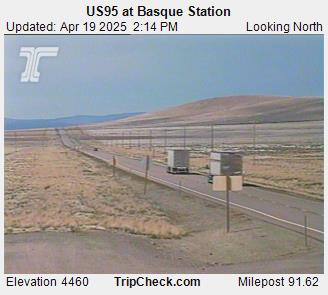 US95 at Basque Station
Updated: Apr 19 2025 2:14 PM Looking North
Elevation 4460 TripCheck.com Milepost 91.62